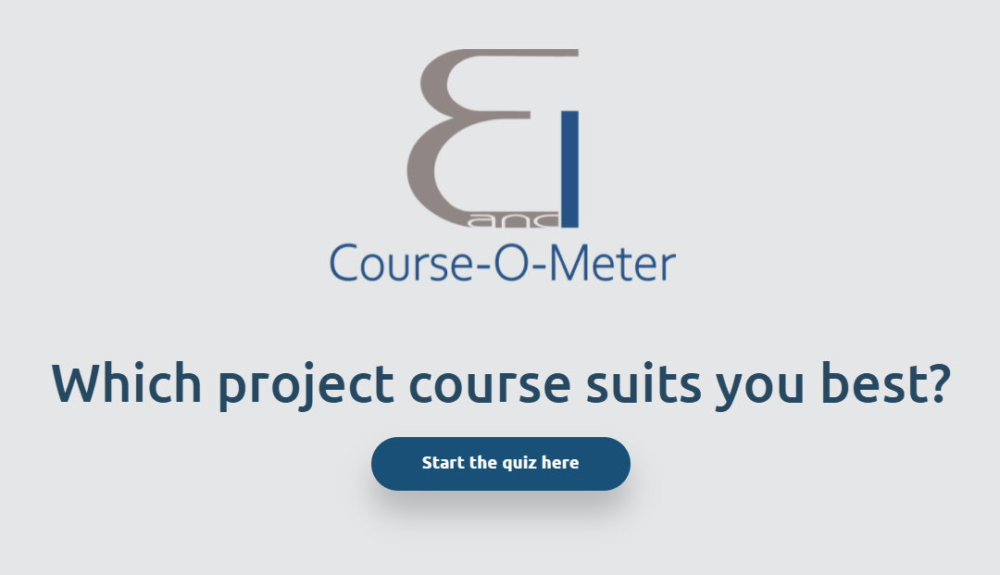 E and I
Course-O-Meter
Which project course suits you best?
Start the quiz here